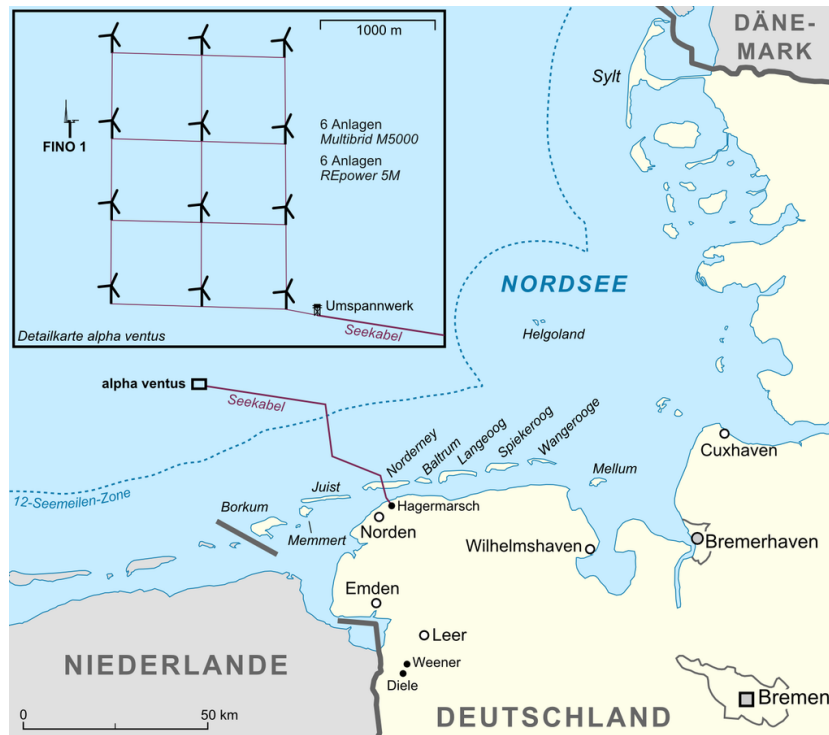 1000 m
FINO 1
6 Anlagen
Multibrid M5000
6 Anlagen
REpower 5M
Umspannwerk
Seekabel
Detailkarte alpha ventus
DÄNE-
MARK
Sylt
NORDSEE
Helgoland
alpha ventus
Seekabel
12-Seemeilen-Zone
Norderney
Baltrum
Langeoog
Spiekeroog
Wangerooge
Mellum
Cuxhaven
Juist
Borkum
Memmert
Hagermarsch
Norden
Wilhelmshaven
Bremerhaven
Emden
Leer
Weener
Diele
NIEDERLANDE
DEUTSCHLAND
Bremen
0
50 km